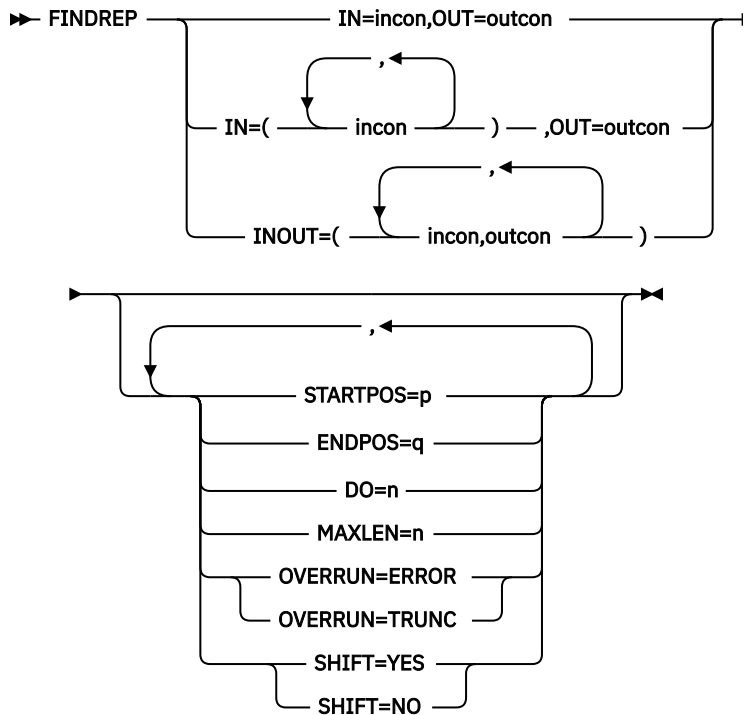 FINDREP IN=incon,OUT=outcon
,
IN=( incon ) ,OUT=outcon
,
INOUT=( incon,outcon )
,
STARTPOS=p
ENDPOS=q
DO=n
MAXLEN=n
OVERRUN=ERROR
OVERRUN=TRUNC
SHIFT=YES
SHIFT=NO